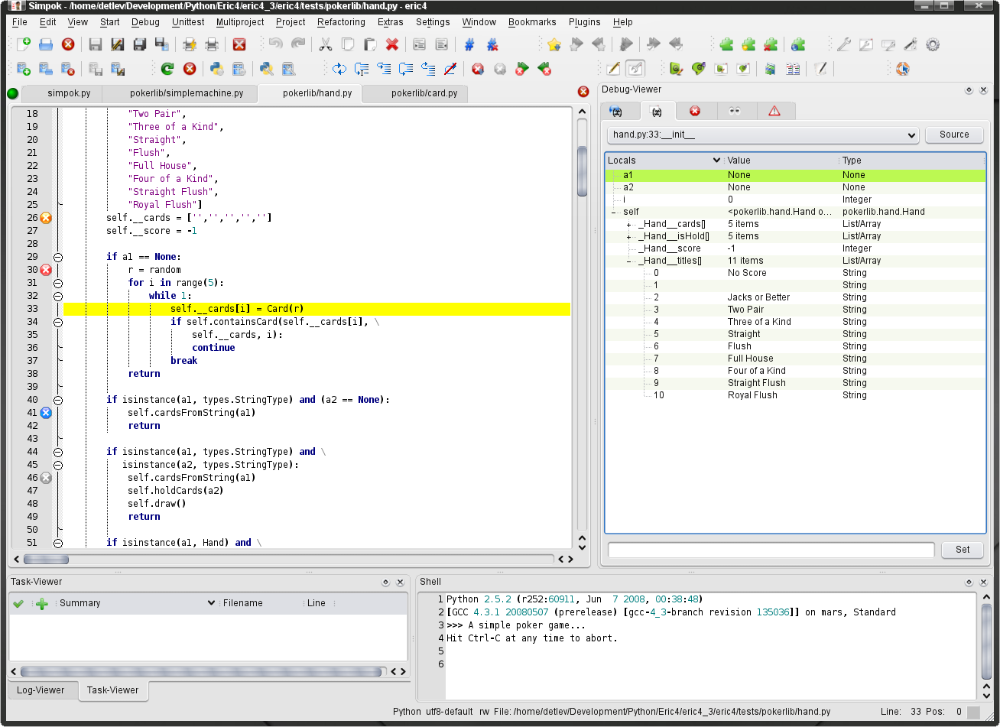 Simpok - /home/detlev/Development/Python/Eric4/eric4_3/eric4/tests/pokerlib/hand.py - eric4
File Edit View Start Debug Unittest Multiproject Project Refactoring Extras Settings Window Bookmarks Plugins Help
simpok.py pokerlib/simplemachine.py pokerlib/hand.py pokerlib/card.py
18 "Two Pair",
19 "Three of a Kind",
20 "Straight",
21 "Flush",
22 "Full House",
23 "Four of a Kind",
24 "Straight Flush",
25 "Royal Flush"]
26 self.__cards = ['','','','','']
27 self.__score = -1
28
29 if a1 == None:
30 r = random
31 for i in range(5):
32 while 1:
33 self.__cards[i] = Card(r)
34 if self.containsCard(self.__cards[i], \
35 self.__cards, i):
36 continue
37 break
38 return
39
40 if isinstance(a1, types.StringType) and (a2 == None):
41 self.cardsFromString(a1)
42 return
43
44 if isinstance(a1, types.StringType) and \
45 isinstance(a2, types.StringType):
46 self.cardsFromString(a1)
47 self.holdCards(a2)
48 self.draw()
49 return
50
51 if isinstance(a1, Hand) and \
Debug-Viewer
hand.py:33:__init__ Source
Locals Value Type
a1 None None
a2 None None
i 0 Integer
self <pokerlib.hand.Hand o... pokerlib.hand.Hand
_Hand__cards[] 5 items List/Array
_Hand__isHold[] 5 items List/Array
_Hand__score -1 Integer
_Hand__titles[] 11 items List/Array
0 No Score String
1 String
2 Jacks or Better String
3 Two Pair String
4 Three of a Kind String
5 Straight String
6 Flush String
7 Full House String
8 Four of a Kind String
9 Straight Flush String
10 Royal Flush String
Set
Task-Viewer
Summary Filename Line
Log-Viewer Task-Viewer
Shell
1 Python 2.5.2 (r252:60911, Jun  7 2008, 00:38:48)
2 [GCC 4.3.1 20080507 (prerelease) [gcc-4_3-branch revision 135036]] on mars, Standard
3 >>> A simple poker game...
4 Hit Ctrl-C at any time to abort.
5
6
Python utf8-default rw File: /home/detlev/Development/Python/Eric4/eric4_3/eric4/tests/pokerlib/hand.py Line: 33 Pos: 0